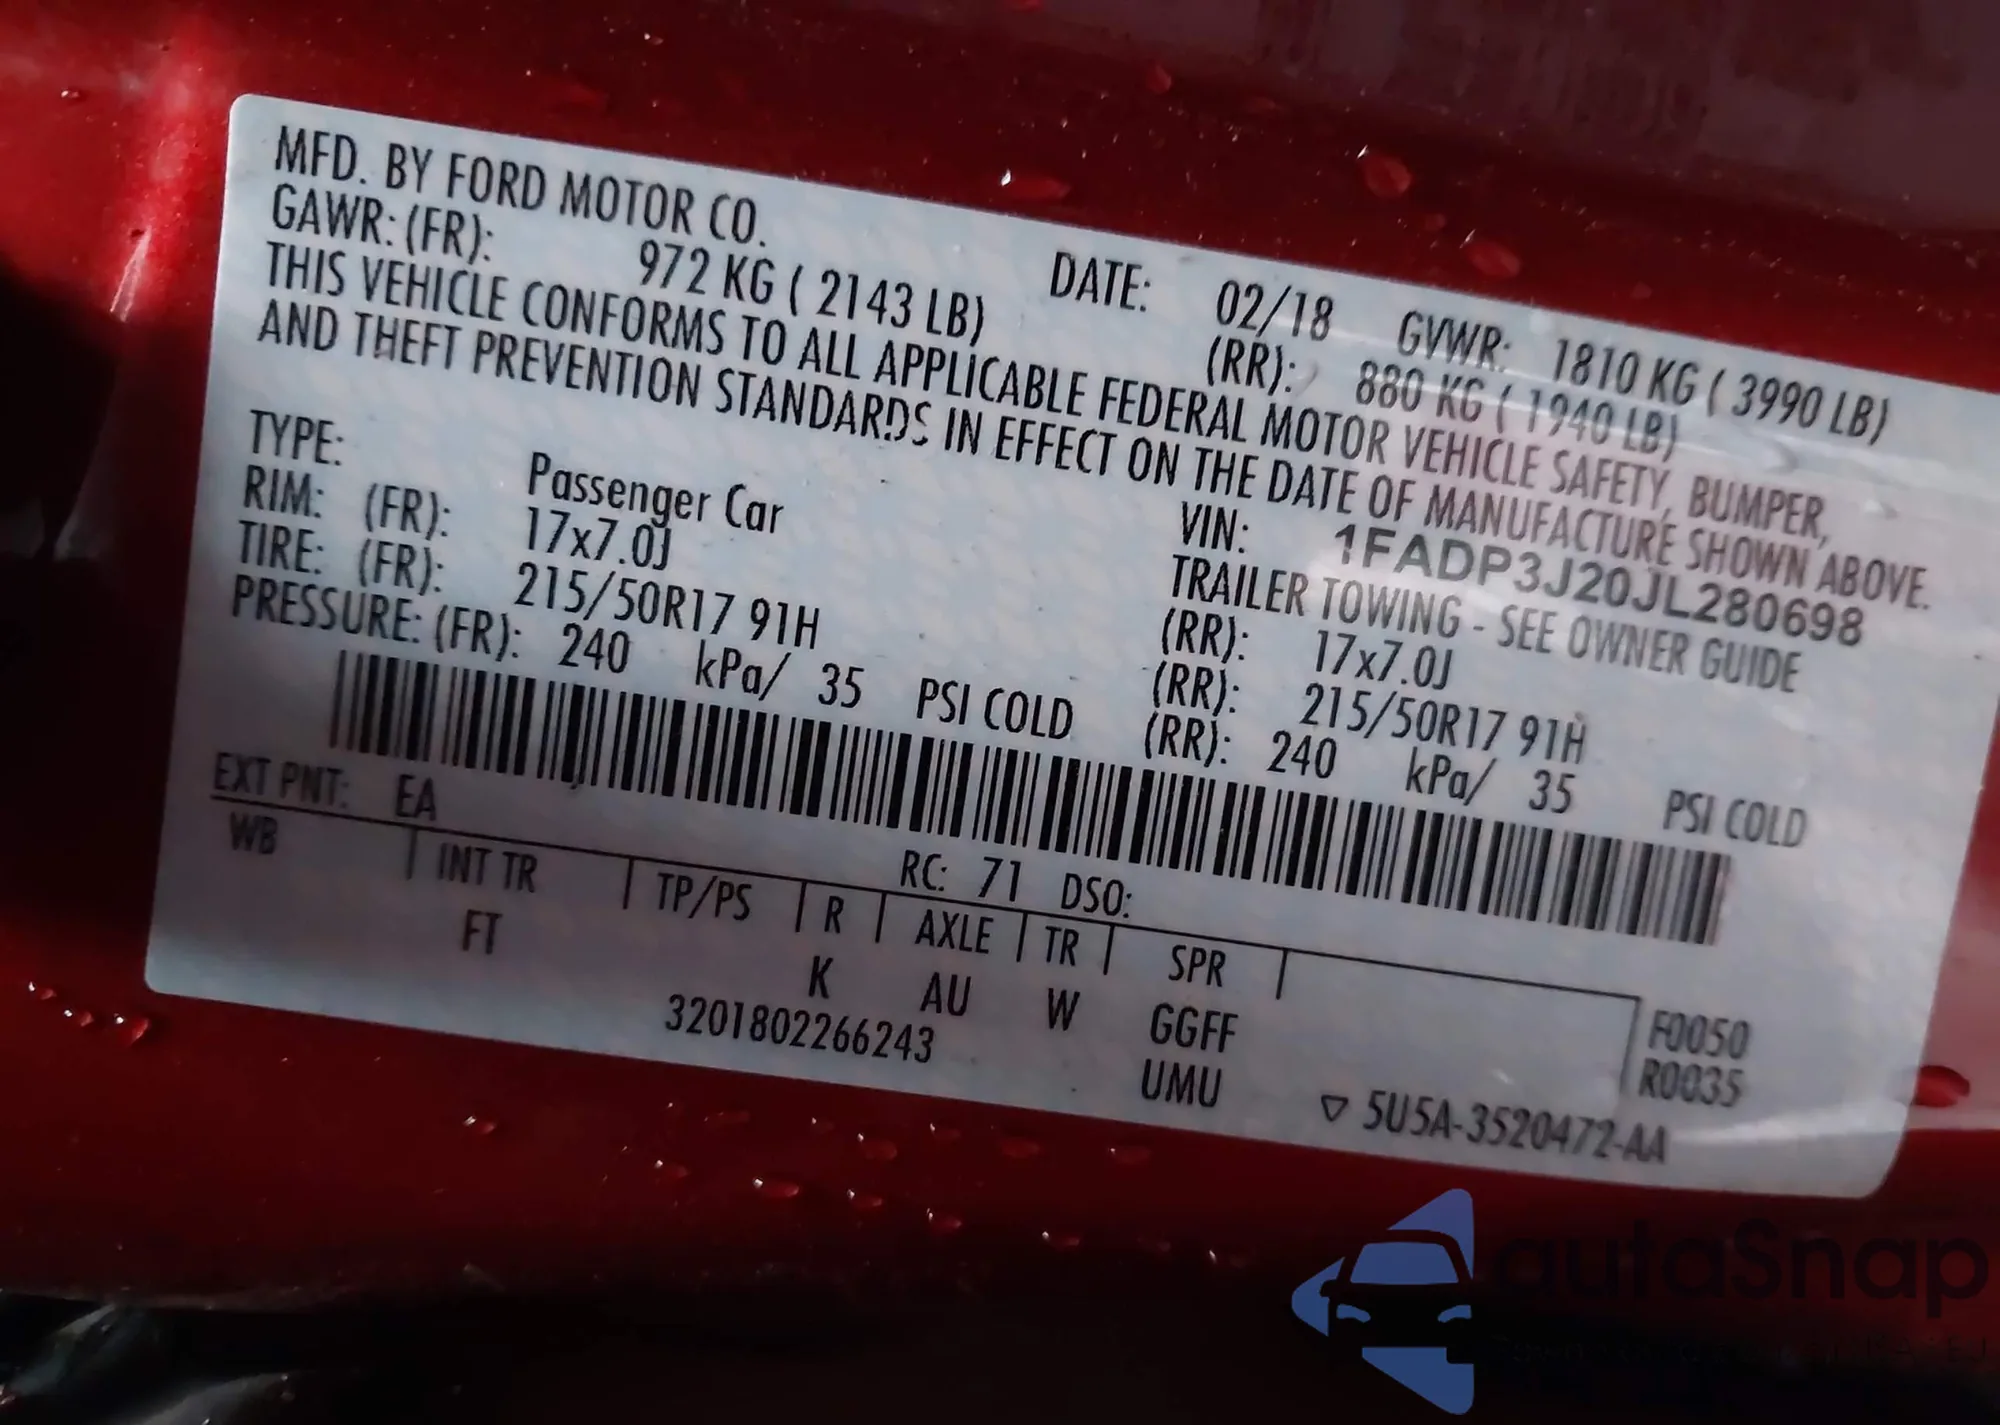 MFD. BY FORD MOTOR CO.
DATE: 02/18 GVWR: 1810 KG ( 3990 LB)
GAWR: (FR): 972 KG ( 2143 LB) (RR): 880 KG ( 1940 LB)
THIS VEHICLE CONFORMS TO ALL APPLICABLE FEDERAL MOTOR VEHICLE SAFETY, BUMPER,
AND THEFT PREVENTION STANDARDS IN EFFECT ON THE DATE OF MANUFACTURE SHOWN ABOVE.
VIN: 1FADP3J20JL280698
TYPE: Passenger Car TRAILER TOWING - SEE OWNER GUIDE
RIM: (FR): 17x7.0J (RR): 17x7.0J
TIRE: (FR): 215/50R17 91H (RR): 215/50R17 91H
PRESSURE: (FR): 240 kPa/ 35 PSI COLD (RR): 240 kPa/ 35 PSI COLD
EXT PNT: EA RC: 71 DSO:
WB INT TR TP/PS R AXLE TR SPR
FT K AU W GGFF F0050
UMU R0035
3201802266243
▽ 5U5A-3520472-AA
autaSnap